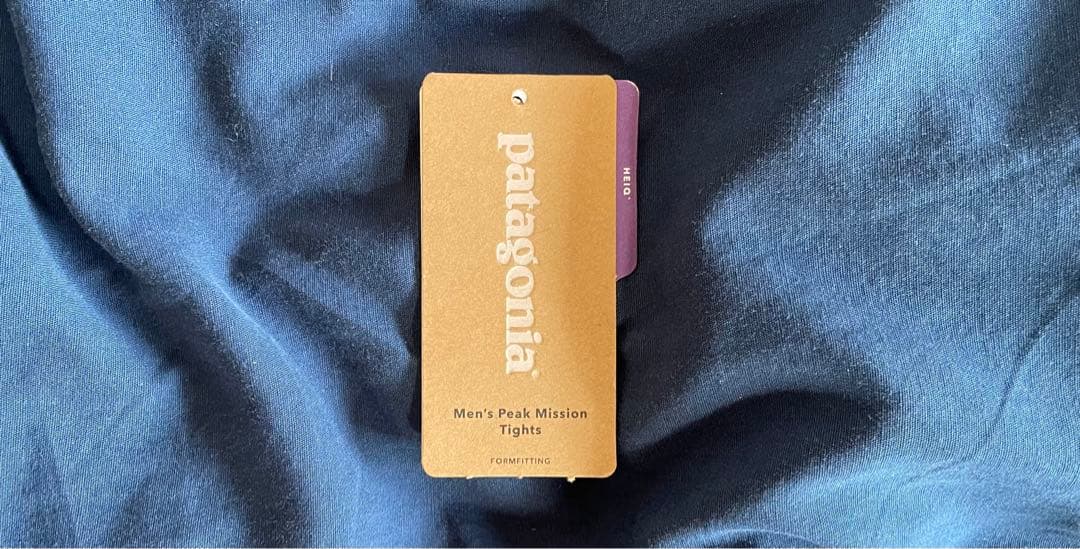 patagonia®
HEIQ®
Men's Peak Mission
Tights
FORMFITTING